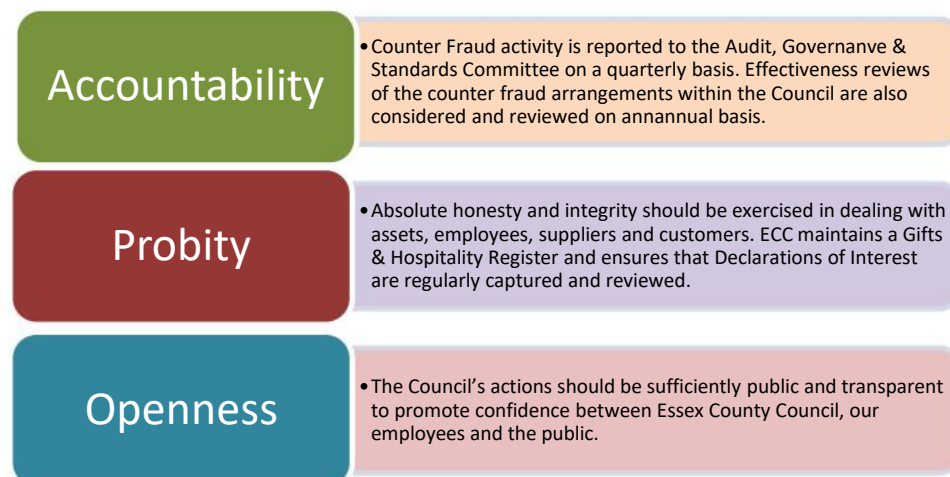 Accountability
• Counter Fraud activity is reported to the Audit, Governanve &
Standards Committee on a quarterly basis. Effectiveness reviews
of the counter fraud arrangements within the Council are also
considered and reviewed on annannual basis.
Probity
• Absolute honesty and integrity should be exercised in dealing with
assets, employees, suppliers and customers. ECC maintains a Gifts
& Hospitality Register and ensures that Declarations of Interest
are regularly captured and reviewed.
Openness
• The Council’s actions should be sufficiently public and transparent
to promote confidence between Essex County Council, our
employees and the public.